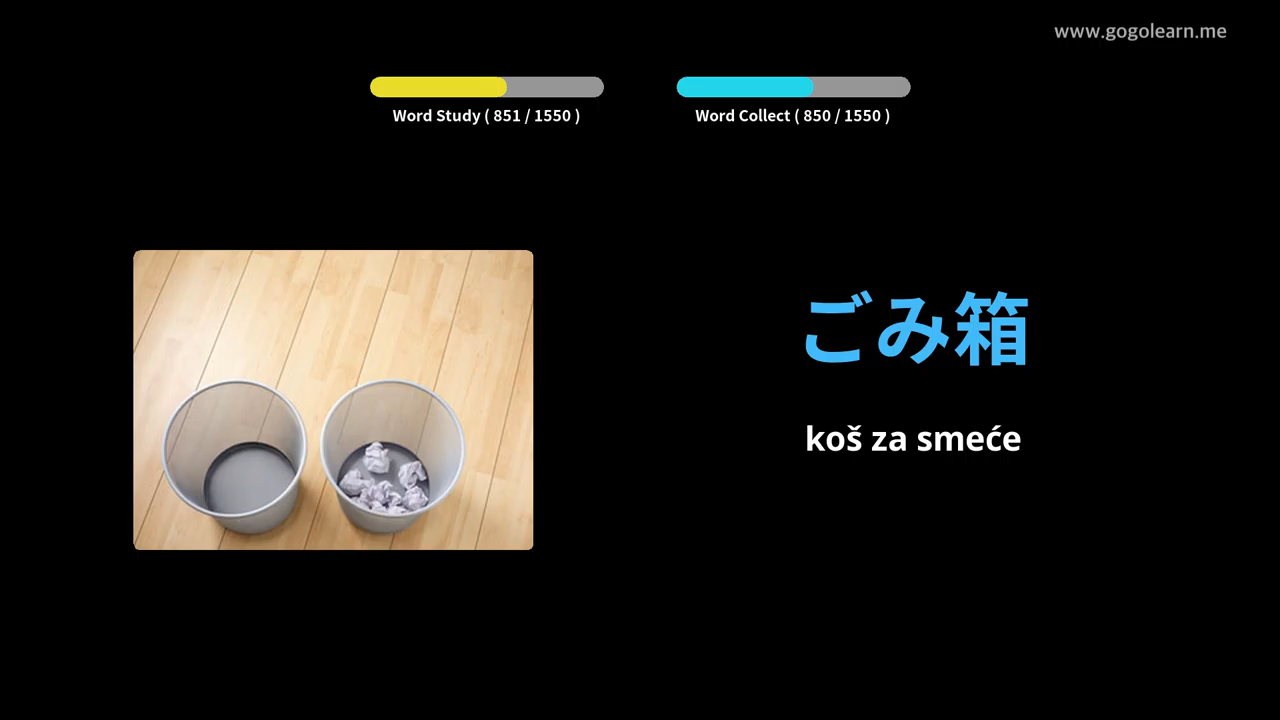 www.gogolearn.me
Word Study ( 851 / 1550 )
Word Collect ( 850 / 1550 )
ごみ箱
koš za smeće